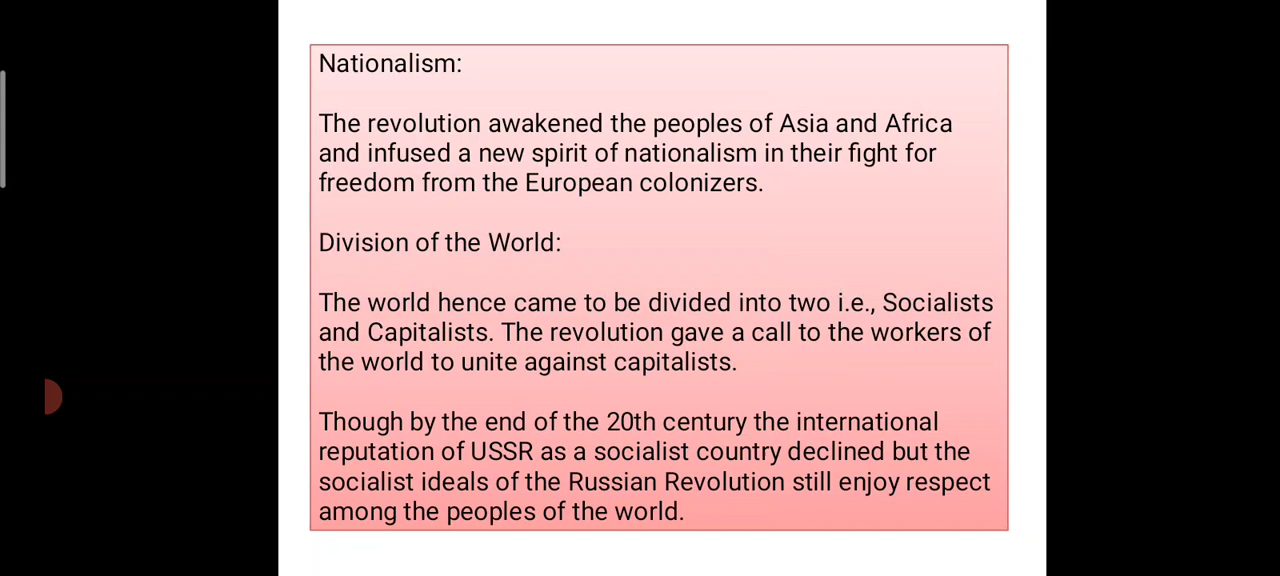 Nationalism:
The revolution awakened the peoples of Asia and Africa
and infused a new spirit of nationalism in their fight for
freedom from the European colonizers.
Division of the World:
The world hence came to be divided into two i.e., Socialists
and Capitalists. The revolution gave a call to the workers of
the world to unite against capitalists.
Though by the end of the 20th century the international
reputation of USSR as a socialist country declined but the
socialist ideals of the Russian Revolution still enjoy respect
among the peoples of the world.